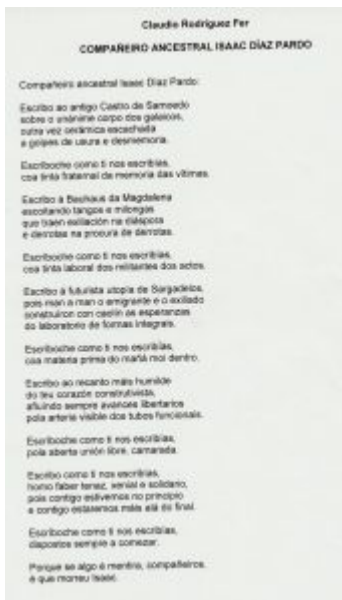 Claudio Rodríguez Fer
COMPAÑEIRO ANCESTRAL ISAAC DÍAZ PARDO
Compañeiro ancestral Isaac Díaz Pardo:
Escribo ao antigo Castro de Samoedo
sobre o unánime corpo dos galaicos,
outra vez cerámica escachada
a golpes de usura e desmemoria.
Escríboche como ti nos escribías,
coa tinta fraternal da memoria das vítimas.
Escribo á Bauhaus da Magdalena
escoitando tangos e milongas
que traen exiliación na diáspora
e derrotas na procura de derrotas.
Escríboche como ti nos escribías,
coa tinta laboral dos militantes dos actos.
Escribo á futurista utopía de Sargadelos,
pois man a man o emigrante e o exiliado
construíron con caolín as esperanzas
do laboratorio de formas integrais.
Escríboche como ti nos escribías,
coa materia prima do mañá moi dentro.
Escribo ao recanto máis humilde
do teu corazón construtivista,
afluíndo sempre avances libertarios
pola arteria visible dos tubos funcionais.
Escríboche como ti nos escribías,
pola aberta unión libre, camarada.
Escribo como ti nos escribías,
homo faber tenaz, xenial e solidario,
pois contigo estivemos no principio
e contigo estaremos máis alá do final.
Escríboche como ti nos escribías,
dispostos sempre a comezar.
Porque se algo é mentira, compañeiros,
é que morreu Isaac.